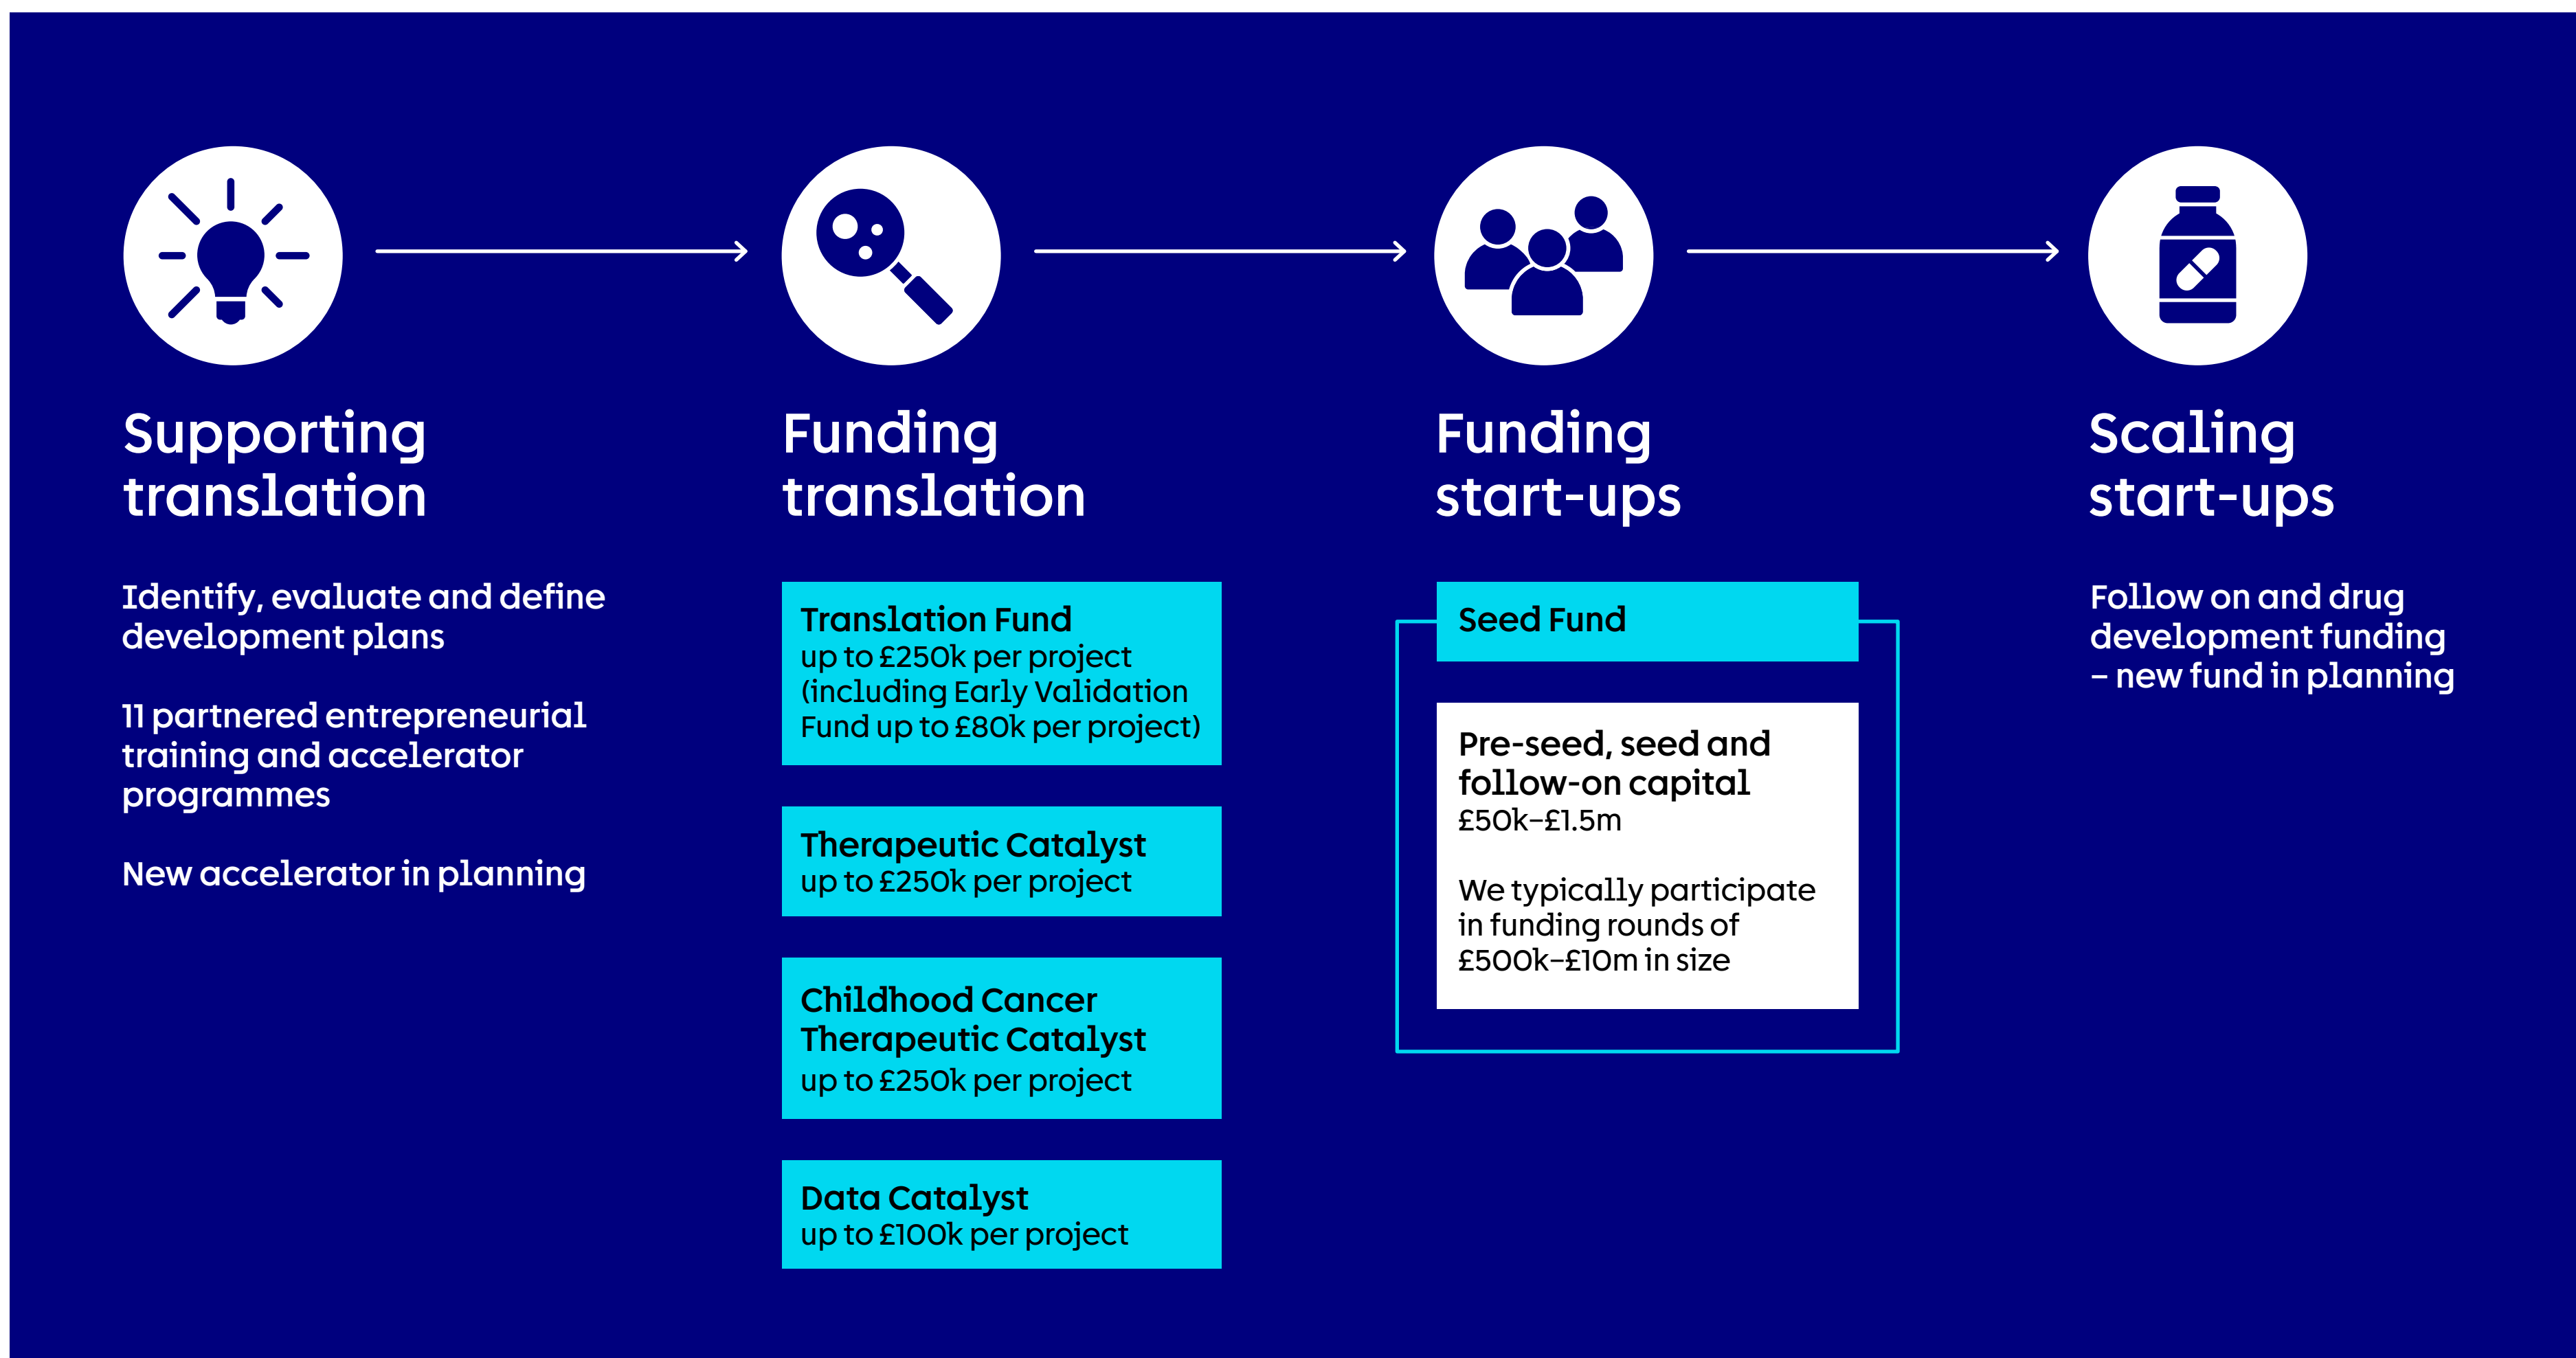 Supporting
translation
Identify, evaluate and define
development plans
11 partnered entrepreneurial
training and accelerator
programmes
New accelerator in planning
Funding
translation
Translation Fund
up to £250k per project
(including Early Validation
Fund up to £80k per project)
Therapeutic Catalyst
up to £250k per project
Childhood Cancer
Therapeutic Catalyst
up to £250k per project
Data Catalyst
up to £100k per project
Funding
start-ups
Seed Fund
Pre-seed, seed and
follow-on capital
£50k–£1.5m
We typically participate
in funding rounds of
£500k–£10m in size
Scaling
start-ups
Follow on and drug
development funding
– new fund in planning